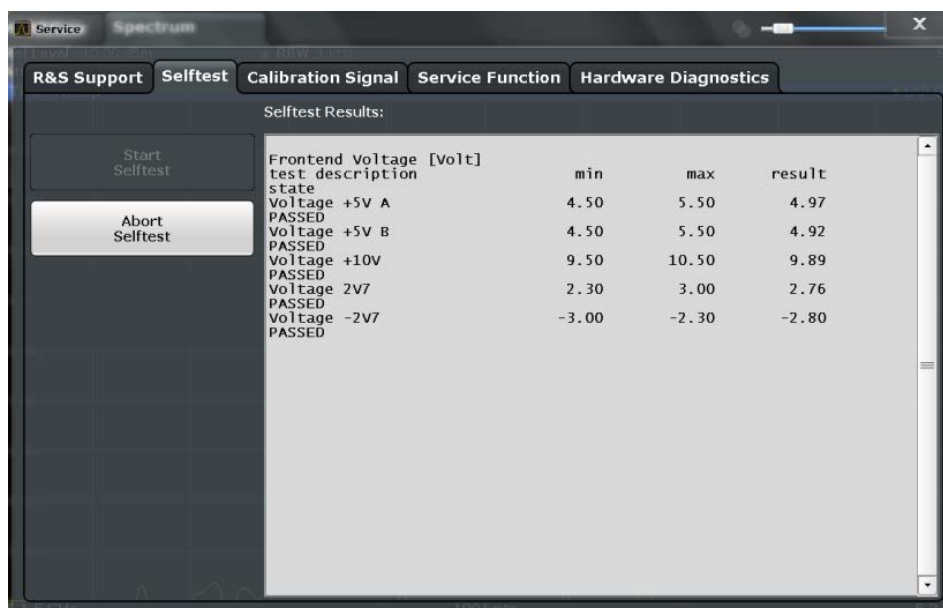 Service Spectrum X
R&S Support Selftest Calibration Signal Service Function Hardware Diagnostics
Selftest Results:
Start
Selftest
Abort
Selftest
Frontend Voltage [Volt]
test description min max result
state
Voltage +5V A 4.50 5.50 4.97
PASSED
Voltage +5V B 4.50 5.50 4.92
PASSED
Voltage +10V 9.50 10.50 9.89
PASSED
Voltage 2V7 2.30 3.00 2.76
PASSED
Voltage -2V7 -3.00 -2.30 -2.80
PASSED